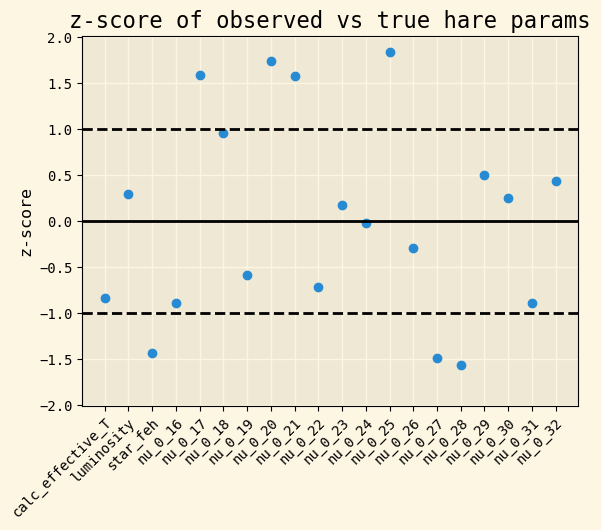 z-score of observed vs true hare params
z-score
2.0
1.5
1.0
0.5
0.0
−0.5
−1.0
−1.5
−2.0
calc_effective_T
luminosity
star_feh
nu_0_16
nu_0_17
nu_0_18
nu_0_19
nu_0_20
nu_0_21
nu_0_22
nu_0_23
nu_0_24
nu_0_25
nu_0_26
nu_0_27
nu_0_28
nu_0_29
nu_0_30
nu_0_31
nu_0_32